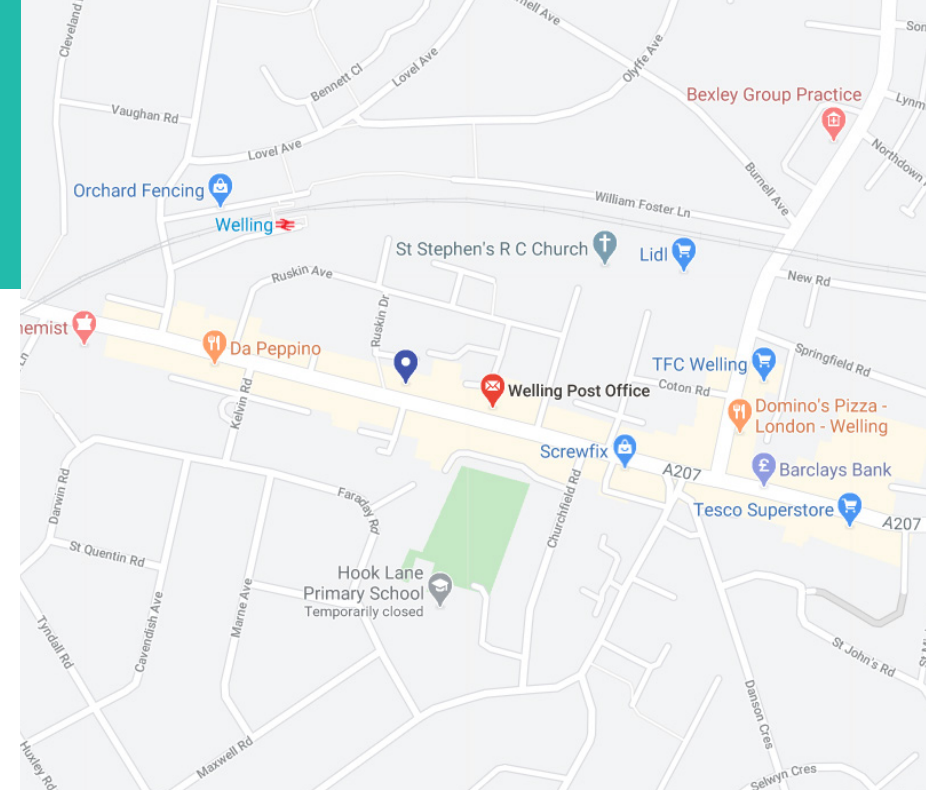 Cleveland
Bennett Cl
Lovel Ave
Olyffe Ave
Bexley Group Practice
Vaughan Rd
Lovel Ave
Northdown
Orchard Fencing
Burnell Ave
William Foster Ln
Welling
St Stephen's R C Church
Lidl
Ruskin Ave
New Rd
Ruskin Dr
Da Peppino
TFC Welling
Springfield Rd
Coton Rd
Welling Post Office
Kelvin Rd
Domino's Pizza -
London - Welling
Screwfix
A207
Barclays Bank
Darwin Rd
Faraday Rd
Churchfield Rd
Tesco Superstore
A207
St Quentin Rd
Hook Lane
Primary School
Temporarily closed
Marne Ave
Cavendish Ave
Tyndall Rd
St John's Rd
Danson Cres
Maxwell Rd
Huxley Rd
Selwyn Cres